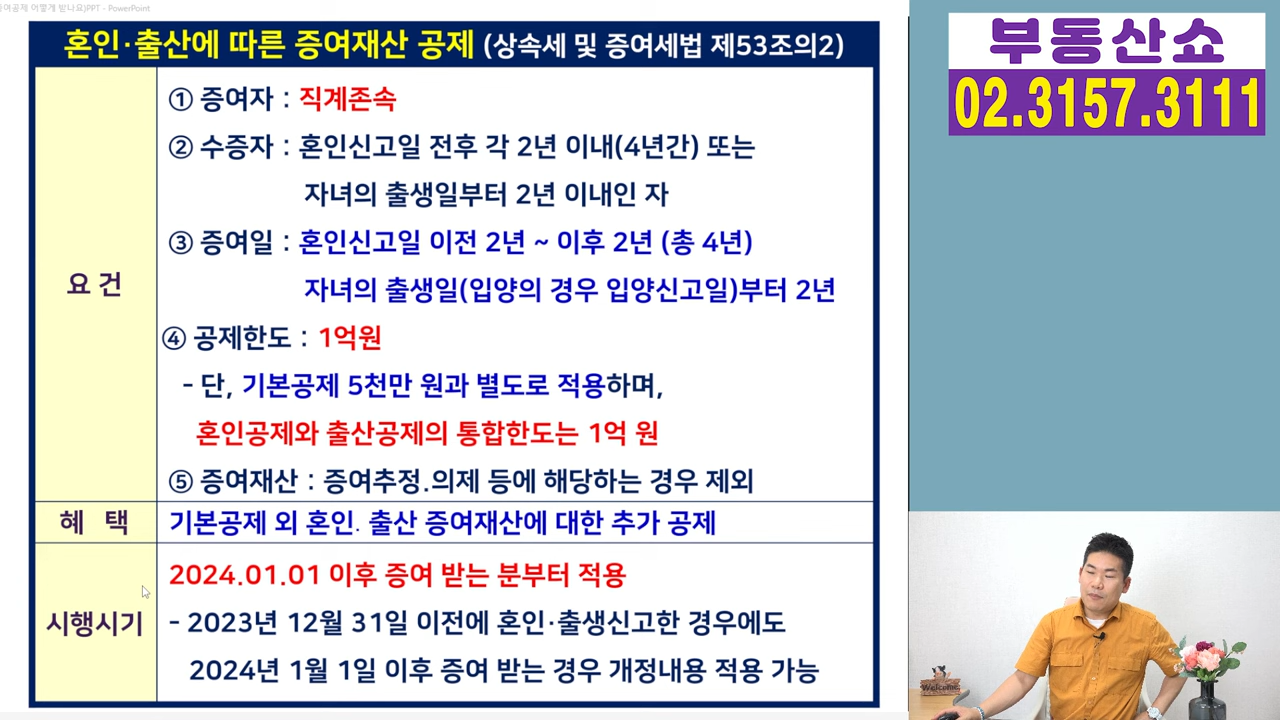 여공제 어떻게 받나요)PPT - PowerPoint
혼인·출산에 따른 증여재산 공제 (상속세 및 증여세법 제53조의2)
요 건
① 증여자 : 직계존속
② 수증자 : 혼인신고일 전후 각 2년 이내(4년간) 또는
자녀의 출생일부터 2년 이내인 자
③ 증여일 : 혼인신고일 이전 2년 ~ 이후 2년 (총 4년)
자녀의 출생일(입양의 경우 입양신고일)부터 2년
④ 공제한도 : 1억원
- 단, 기본공제 5천만 원과 별도로 적용하며,
혼인공제와 출산공제의 통합한도는 1억 원
⑤ 증여재산 : 증여추정.의제 등에 해당하는 경우 제외
혜 택
기본공제 외 혼인. 출산 증여재산에 대한 추가 공제
시행시기
2024.01.01 이후 증여 받는 분부터 적용
- 2023년 12월 31일 이전에 혼인·출생신고한 경우에도
2024년 1월 1일 이후 증여 받는 경우 개정내용 적용 가능
부동산쇼
02.3157.3111
Welcome